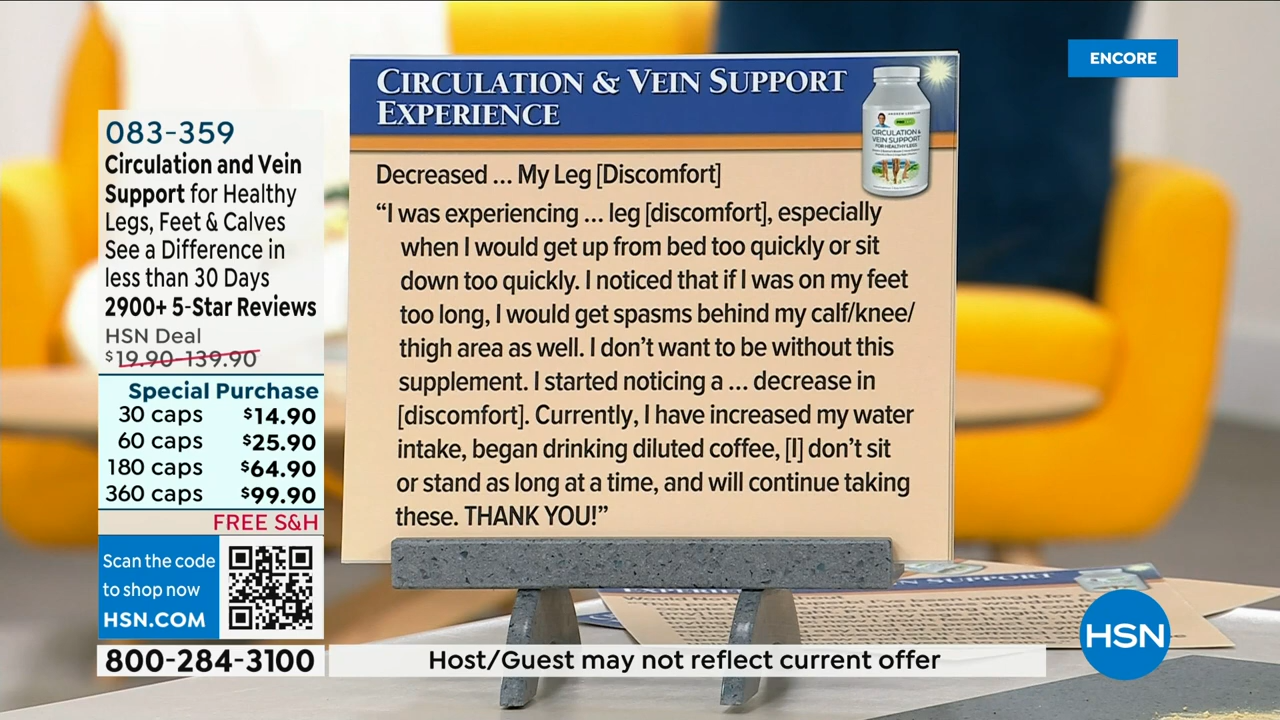 ENCORE
083-359
Circulation and Vein
Support for Healthy
Legs, Feet & Calves
See a Difference in
less than 30 Days
2900+ 5-Star Reviews
HSN Deal
$19.90-139.90
Special Purchase
30 caps $14.90
60 caps $25.90
180 caps $64.90
360 caps $99.90
FREE S&H
Scan the code
to shop now
HSN.COM
800-284-3100
CIRCULATION & VEIN SUPPORT
EXPERIENCE
CIRCULATION &
VEIN SUPPORT
FOR HEALTHY LEGS
Decreased ... My Leg [Discomfort]
“I was experiencing ... leg [discomfort], especially
when I would get up from bed too quickly or sit
down too quickly. I noticed that if I was on my feet
too long, I would get spasms behind my calf/knee/
thigh area as well. I don’t want to be without this
supplement. I started noticing a ... decrease in
[discomfort]. Currently, I have increased my water
intake, began drinking diluted coffee, [I] don’t sit
or stand as long at a time, and will continue taking
these. THANK YOU!”
SUPPORT
HSN
Host/Guest may not reflect current offer